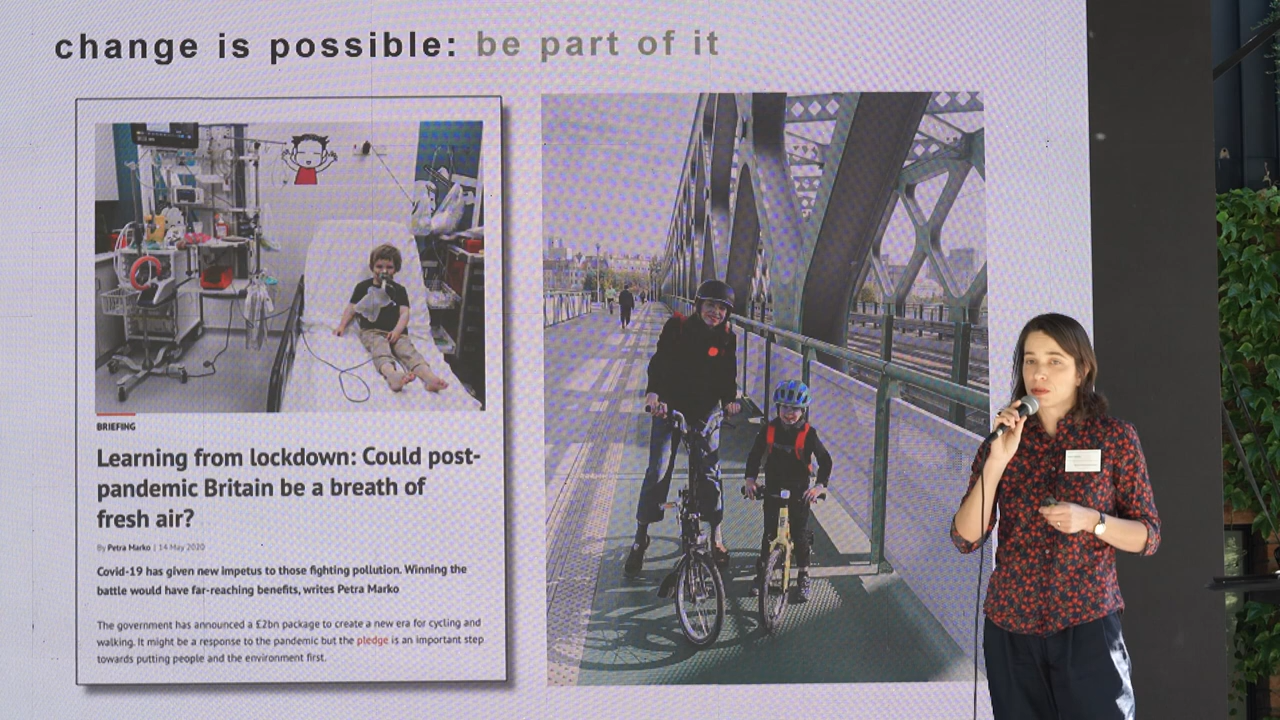 change is possible: be part of it
BRIEFING
Learning from lockdown: Could post-
pandemic Britain be a breath of
fresh air?
By Petra Marko | 14 May 2020
Covid-19 has given new impetus to those fighting pollution. Winning the
battle would have far-reaching benefits, writes Petra Marko
The government has announced a £2bn package to create a new era for cycling and
walking. It might be a response to the pandemic but the pledge is an important step
towards putting people and the environment first.